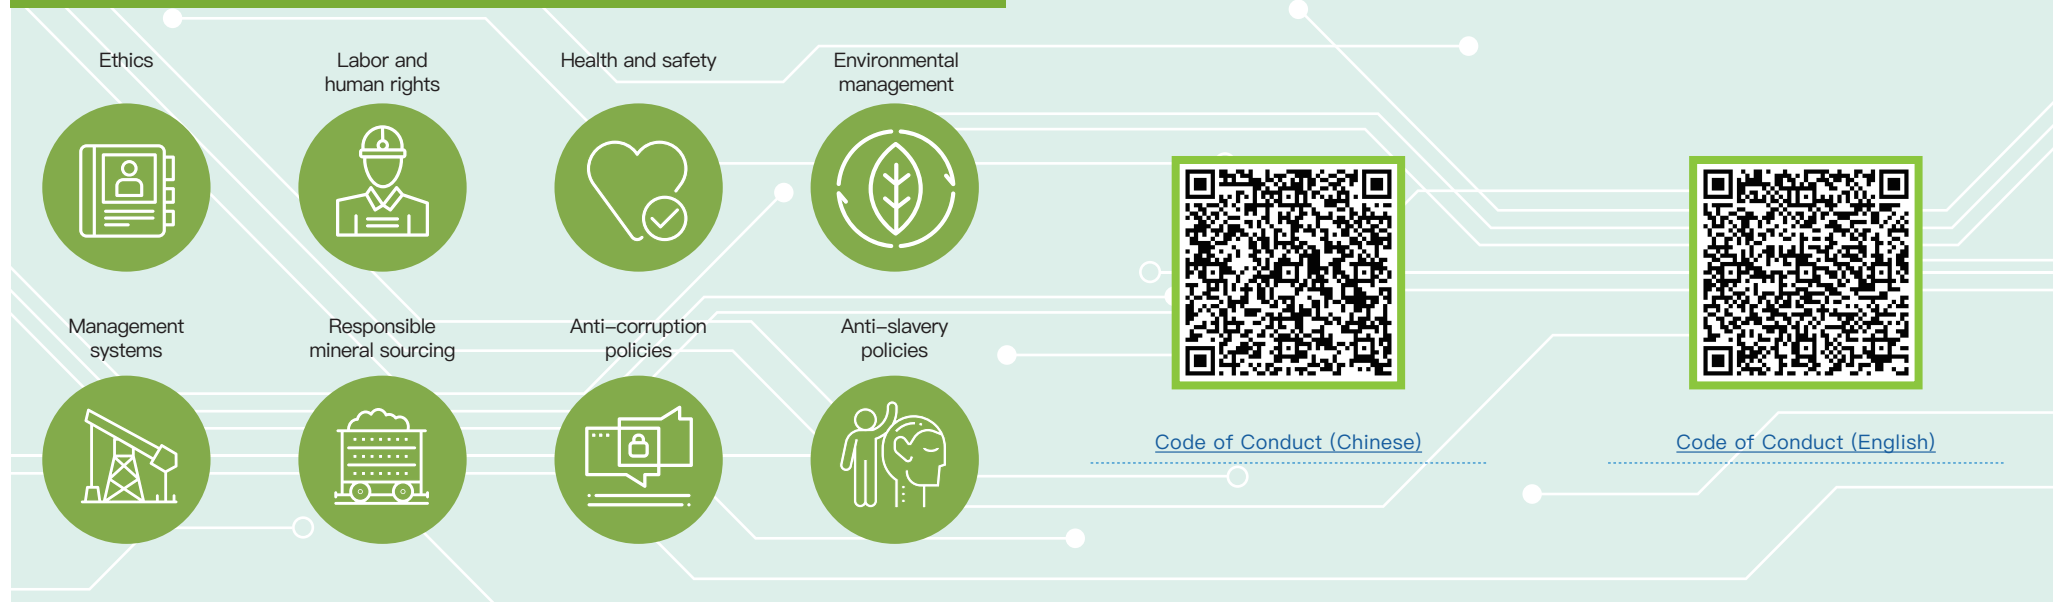 Ethics
Labor and
human rights
Health and safety
Environmental
management
Management
systems
Responsible
mineral sourcing
Anti-corruption
policies
Anti–slavery
policies
Code of Conduct (Chinese)
Code of Conduct (English)